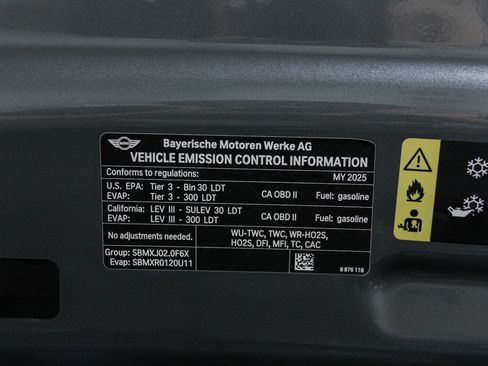 MINI
Bayerische Motoren Werke AG
VEHICLE EMISSION CONTROL INFORMATION
Conforms to regulations: MY 2025
U.S. EPA: Tier 3 - Bin 30 LDT CA OBD II Fuel: gasoline
EVAP: Tier 3 - 300 LDT
California: LEV III - SULEV 30 LDT CA OBD II Fuel: gasoline
EVAP: LEV III - 300 LDT
No adjustments needed. WU-TWC, TWC, WR-HO2S,
HO2S, DFI, MFI, TC, CAC
Group: SBMXJ02.0F6X
Evap: SBMXR0120U11
8 876 116